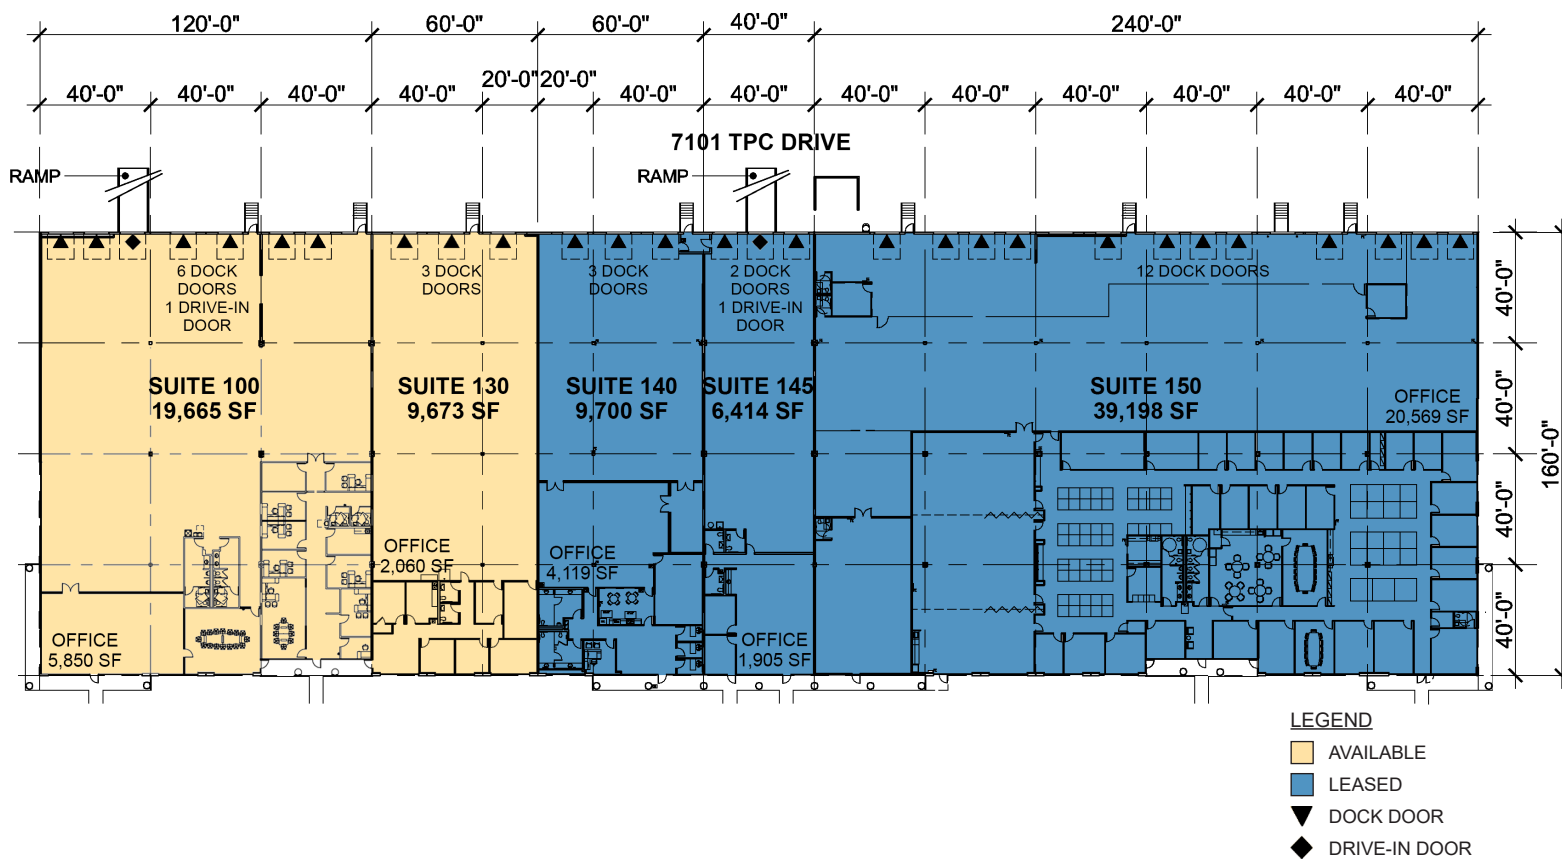 120'-0"
60'-0"
60'-0"
40'-0"
240'-0"
20'-0"
20'-0"
40'-0"
40'-0"
40'-0"
40'-0"
40'-0"
40'-0"
40'-0"
40'-0"
40'-0"
40'-0"
40'-0"
40'-0"
7101 TPC DRIVE
RAMP
RAMP
6 DOCK
DOORS
1 DRIVE-IN
DOOR
3 DOCK
DOORS
3 DOCK
DOORS
2 DOCK
DOORS
1 DRIVE-IN
DOOR
12 DOCK DOORS
SUITE 100
19,665 SF
SUITE 130
9,673 SF
SUITE 140
9,700 SF
SUITE 145
6,414 SF
SUITE 150
39,198 SF
OFFICE
20,569 SF
OFFICE
5,850 SF
OFFICE
2,060 SF
OFFICE
4,119 SF
OFFICE
1,905 SF
40'-0"
40'-0"
40'-0"
40'-0"
160'-0"
LEGEND
AVAILABLE
LEASED
DOCK DOOR
DRIVE-IN DOOR